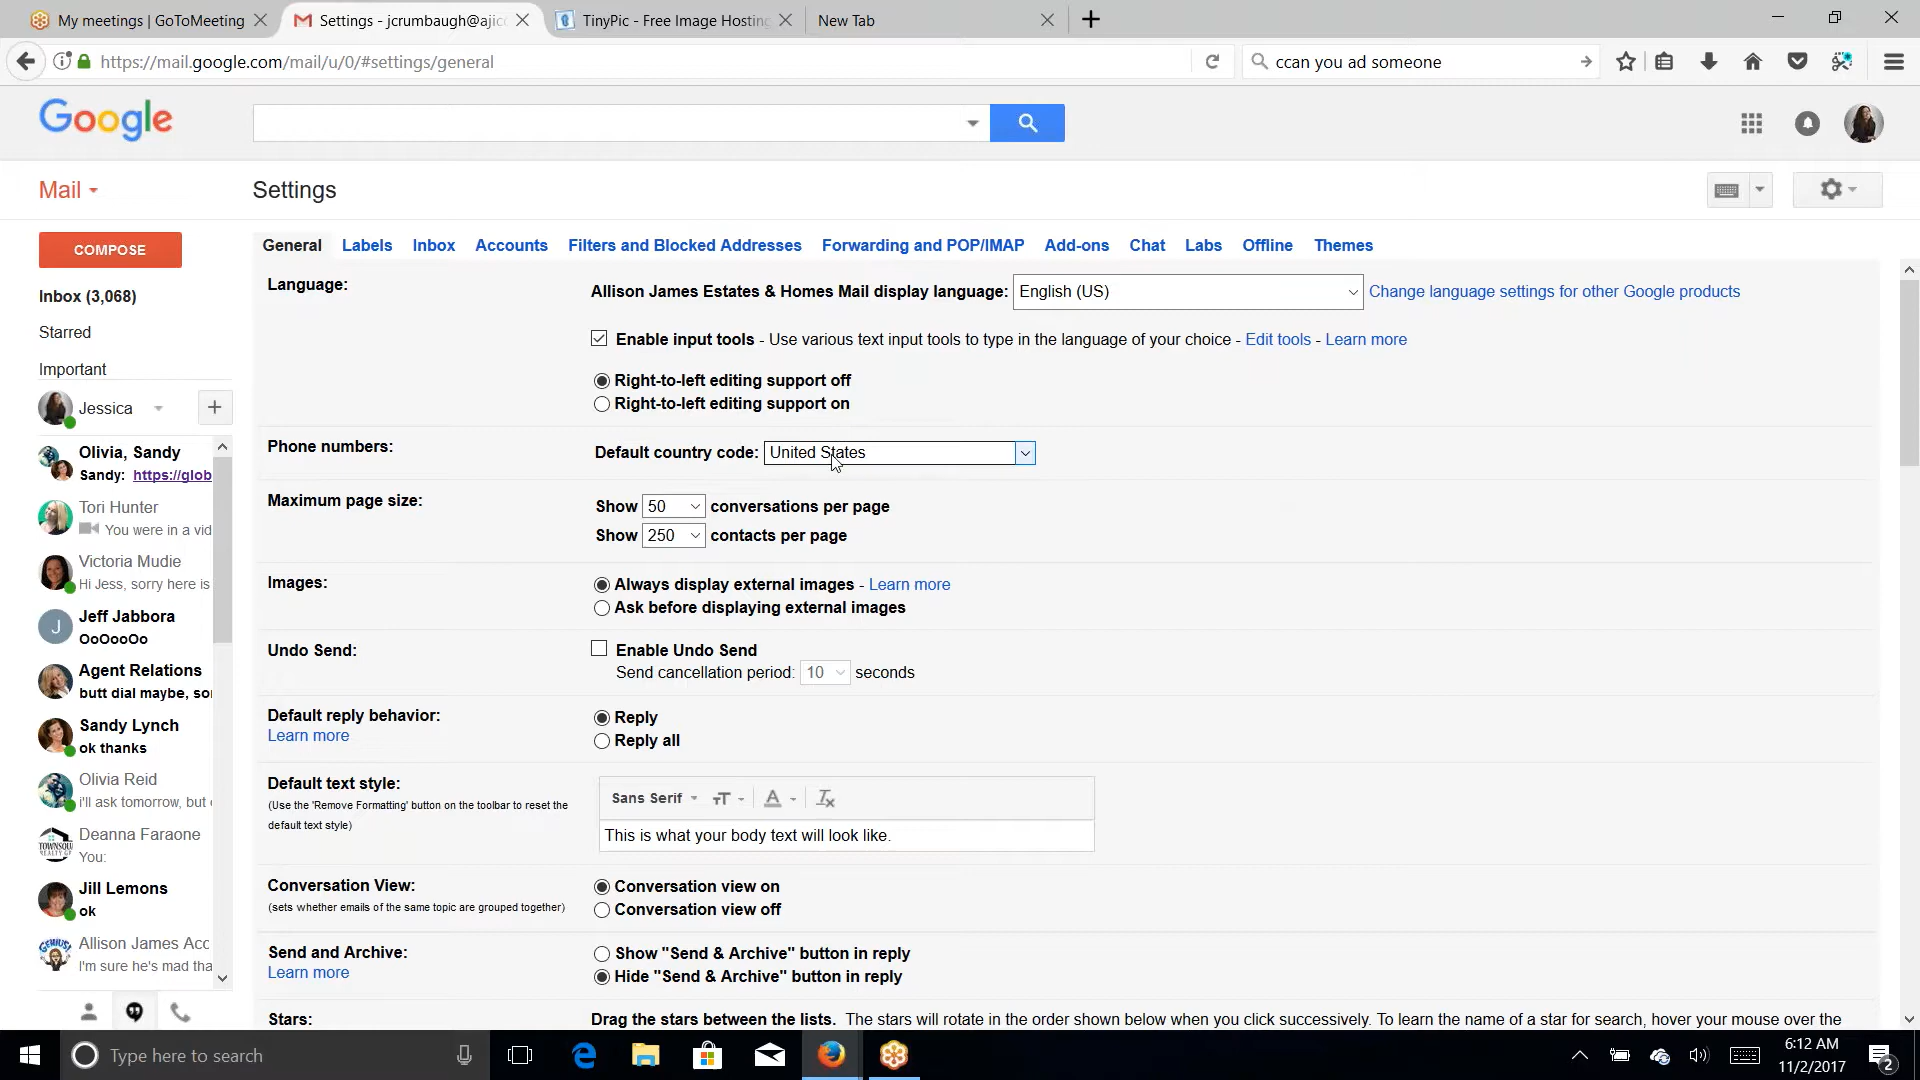 My meetings | GoToMeeting
Settings - jcrumbaugh@ajico
TinyPic - Free Image Hosting
New Tab
https://mail.google.com/mail/u/0/#settings/general
ccan you ad someone
Google
Mail
Settings
COMPOSE
General Labels Inbox Accounts Filters and Blocked Addresses Forwarding and POP/IMAP Add-ons Chat Labs Offline Themes
Inbox (3,068)
Starred
Important
Jessica
Olivia, Sandy
Sandy: https://glob
Tori Hunter
You were in a vid
Victoria Mudie
Hi Jess, sorry here is
J
Jeff Jabbora
OoOooOo
Agent Relations
butt dial maybe, sor
Sandy Lynch
ok thanks
Olivia Reid
i'll ask tomorrow, but
TOWNSQU
REALTY GR
Deanna Faraone
You:
Jill Lemons
ok
GENIUS!
Allison James Acc
I'm sure he's mad tha
Language:
Allison James Estates & Homes Mail display language: English (US) Change language settings for other Google products
Enable input tools - Use various text input tools to type in the language of your choice - Edit tools - Learn more
Right-to-left editing support off
Right-to-left editing support on
Phone numbers:
Default country code: United States
Maximum page size:
Show 50 conversations per page
Show 250 contacts per page
Images:
Always display external images - Learn more
Ask before displaying external images
Undo Send:
Enable Undo Send
Send cancellation period: 10 seconds
Default reply behavior:
Learn more
Reply
Reply all
Default text style:
(Use the 'Remove Formatting' button on the toolbar to reset the
default text style)
Sans Serif
This is what your body text will look like.
Conversation View:
(sets whether emails of the same topic are grouped together)
Conversation view on
Conversation view off
Send and Archive:
Learn more
Show "Send & Archive" button in reply
Hide "Send & Archive" button in reply
Stars:
Drag the stars between the lists. The stars will rotate in the order shown below when you click successively. To learn the name of a star for search, hover your mouse over the
Type here to search
6:12 AM
11/2/2017
2